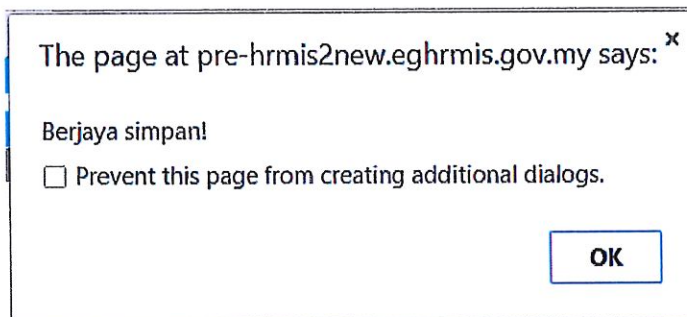 The page at pre-hrmis2new.eghrmis.gov.my says: x
Berjaya simpan!
Prevent this page from creating additional dialogs.
OK